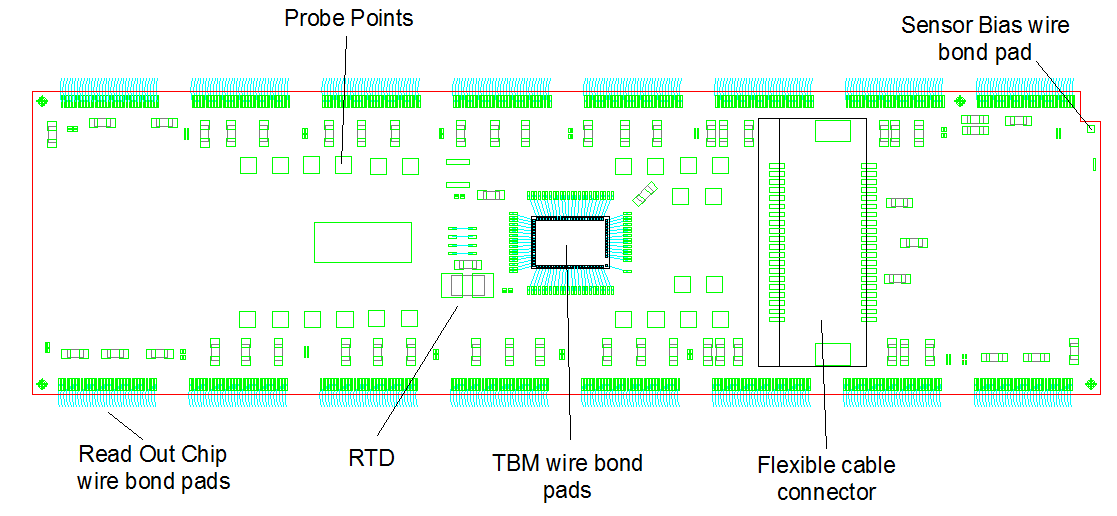 Probe Points
Sensor Bias wire
bond pad
Read Out Chip
wire bond pads
RTD
TBM wire bond
pads
Flexible cable
connector